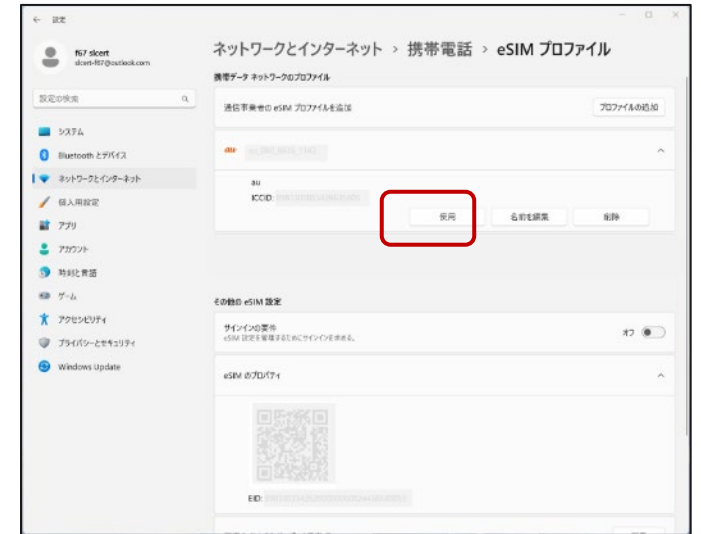 ← 設定
f67 slcert
ネットワークとインターネット › 携帯電話 › eSIM プロファイル
携帯データ ネットワークのプロファイル
設定の検索
通信事業者の eSIM プロファイルを追加
プロファイルの追加
システム
Bluetooth とデバイス
ネットワークとインターネット
個人用設定
アプリ
アカウント
時刻と言語
ゲーム
アクセシビリティ
プライバシーとセキュリティ
Windows Update
au
au
ICCID:
使用
名前を編集
削除
その他の eSIM 設定
サインインの要件
eSIM 設定を管理するためにサインインを求める。
オフ
eSIM のプロパティ
EID: